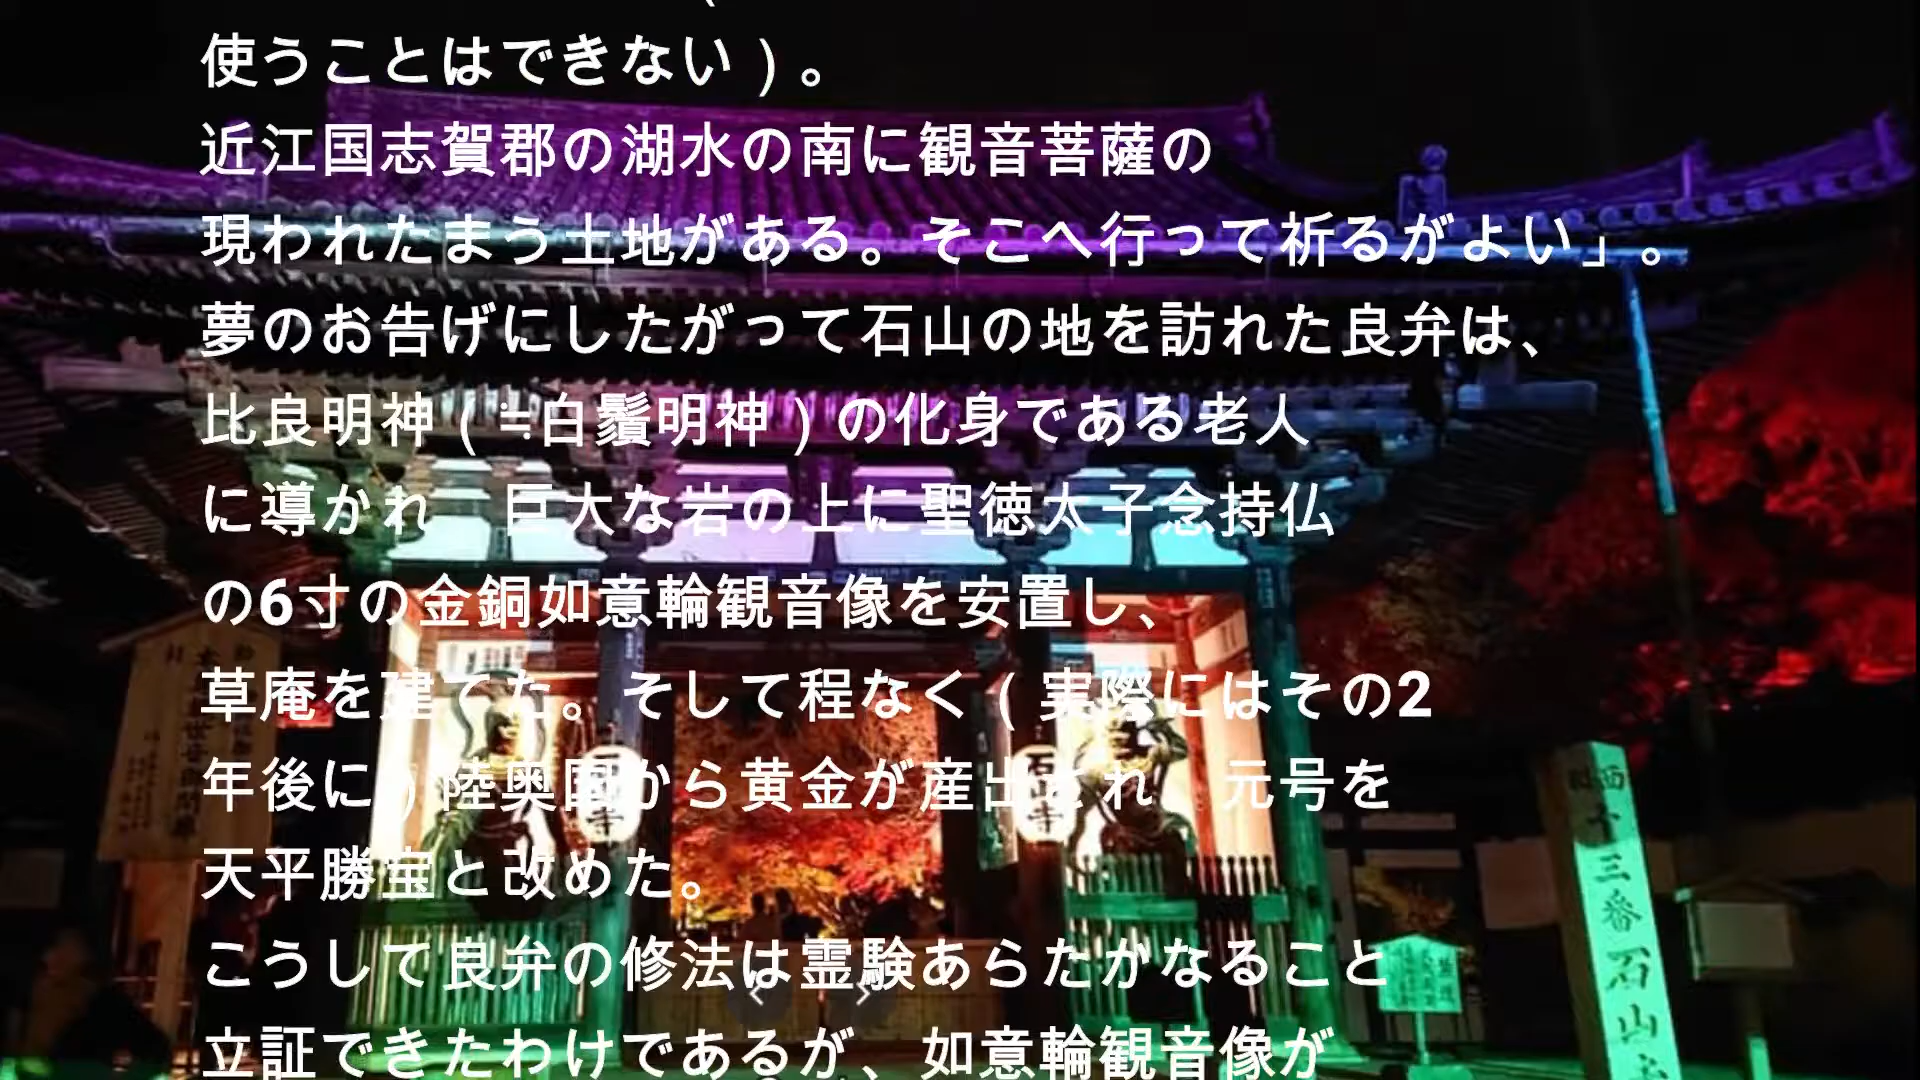 使うことはできない）。
近江国志賀郡の湖水の南に観音菩薩の
現われたまう土地がある。そこへ行って祈るがよい」。
夢のお告げにしたがって石山の地を訪れた良弁は、
比良明神（≒白鬚明神）の化身である老人
に導かれ、巨大な岩の上に聖徳太子念持仏
の6寸の金銅如意輪観音像を安置し、
草庵を建てた。そして程なく（実際にはその2
年後に）陸奥国から黄金が産出され、元号を
天平勝宝と改めた。
こうして良弁の修法は霊験あらたかなること
立証できたわけであるが、如意輪観音像が
石山寺
西国
十三番
石山